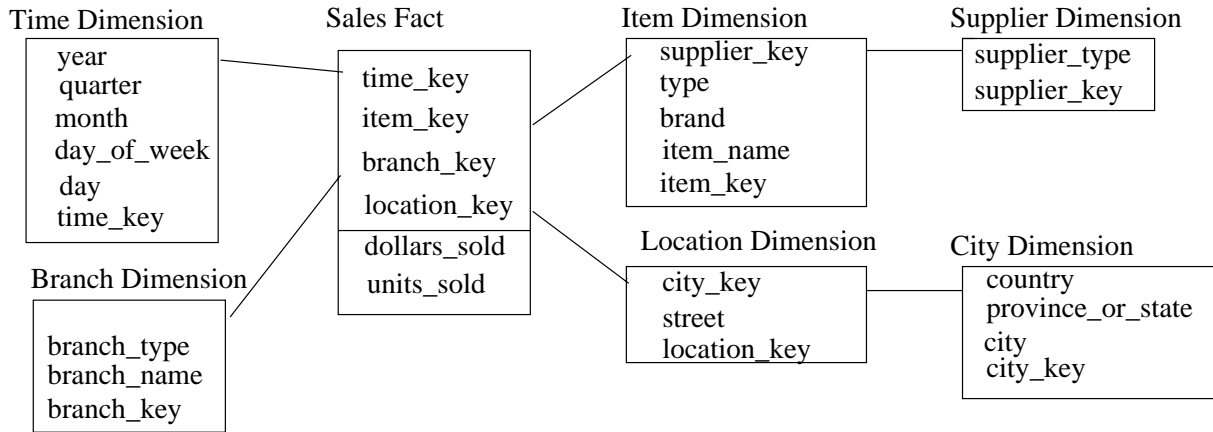 Time Dimension
year
quarter
month
day_of_week
day
time_key
Branch Dimension
branch_type
branch_name
branch_key
Sales Fact
time_key
item_key
branch_key
location_key
dollars_sold
units_sold
Item Dimension
supplier_key
type
brand
item_name
item_key
Location Dimension
city_key
street
location_key
Supplier Dimension
supplier_type
supplier_key
City Dimension
country
province_or_state
city
city_key